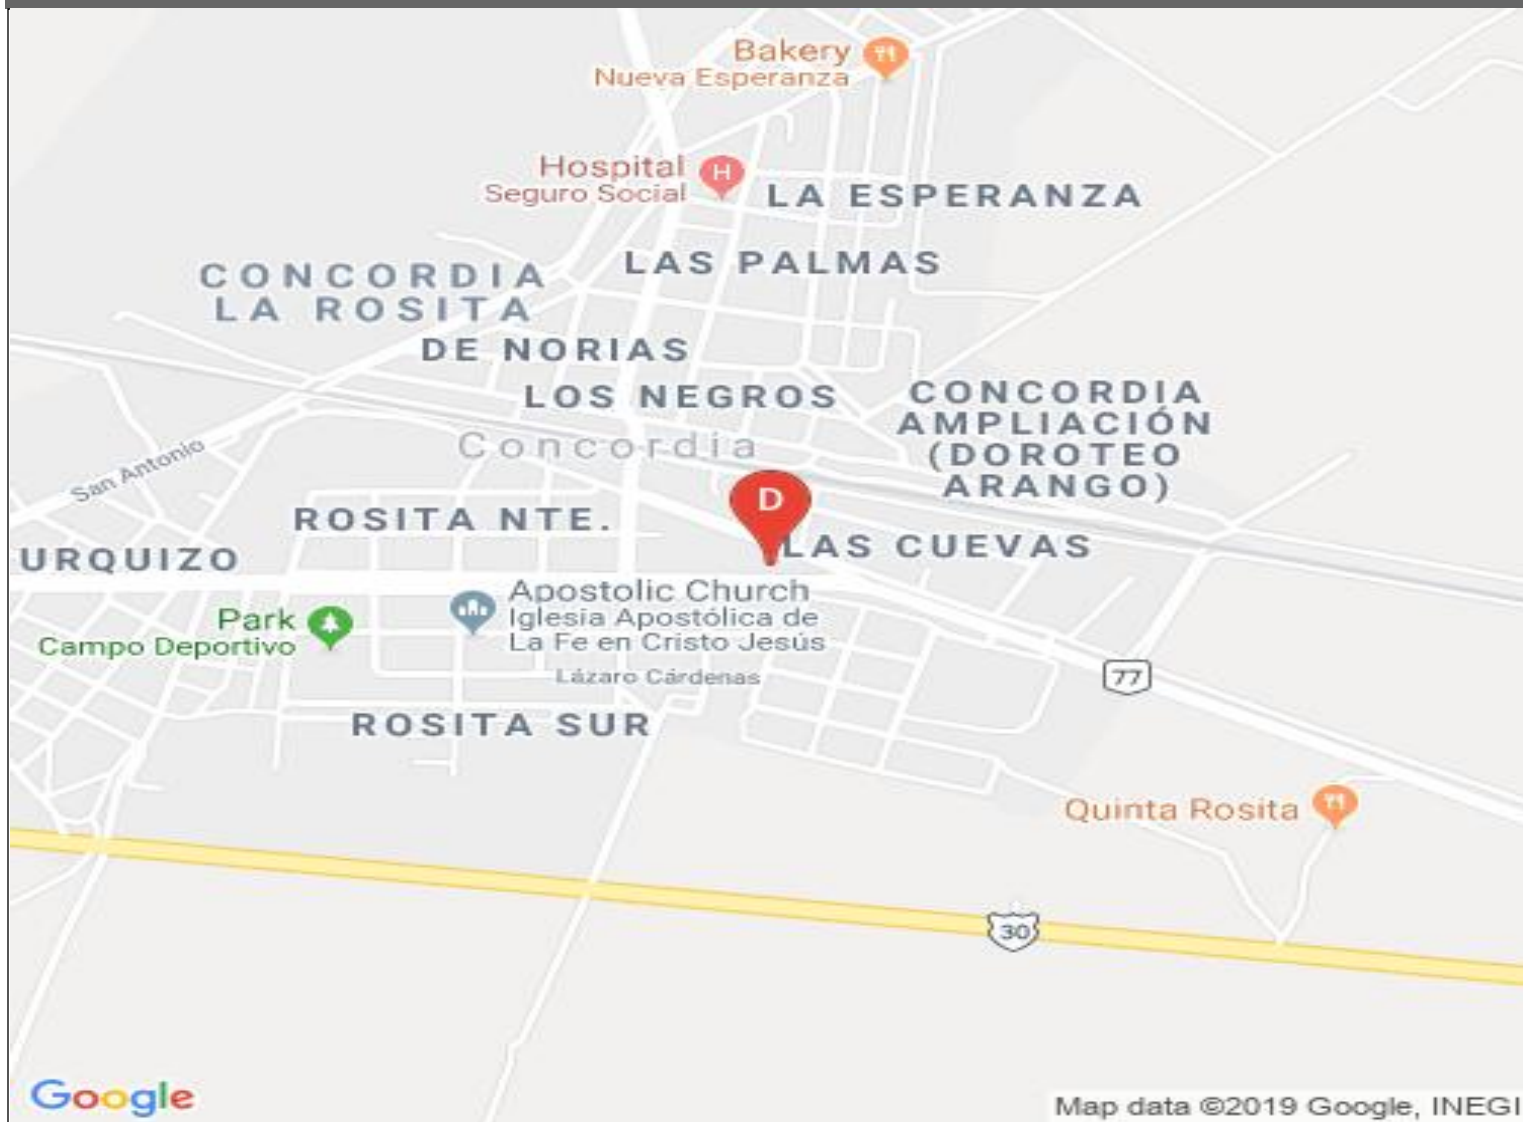 Bakery
Nueva Esperanza
Hospital
Seguro Social
H
LA ESPERANZA
LAS PALMAS
CONCORDIA
LA ROSITA
DE NORIAS
LOS NEGROS
CONCORDIA
AMPLIACIÓN
(DOROTEO
ARANGO)
Concordia
San Antonio
D
ROSITA NTE.
LAS CUEVAS
URQUIZO
Apostolic Church
Iglesia Apostólica de
La Fe en Cristo Jesús
Park
Campo Deportivo
Lázaro Cárdenas
77
ROSITA SUR
Quinta Rosita
30
Google
Map data ©2019 Google, INEGI